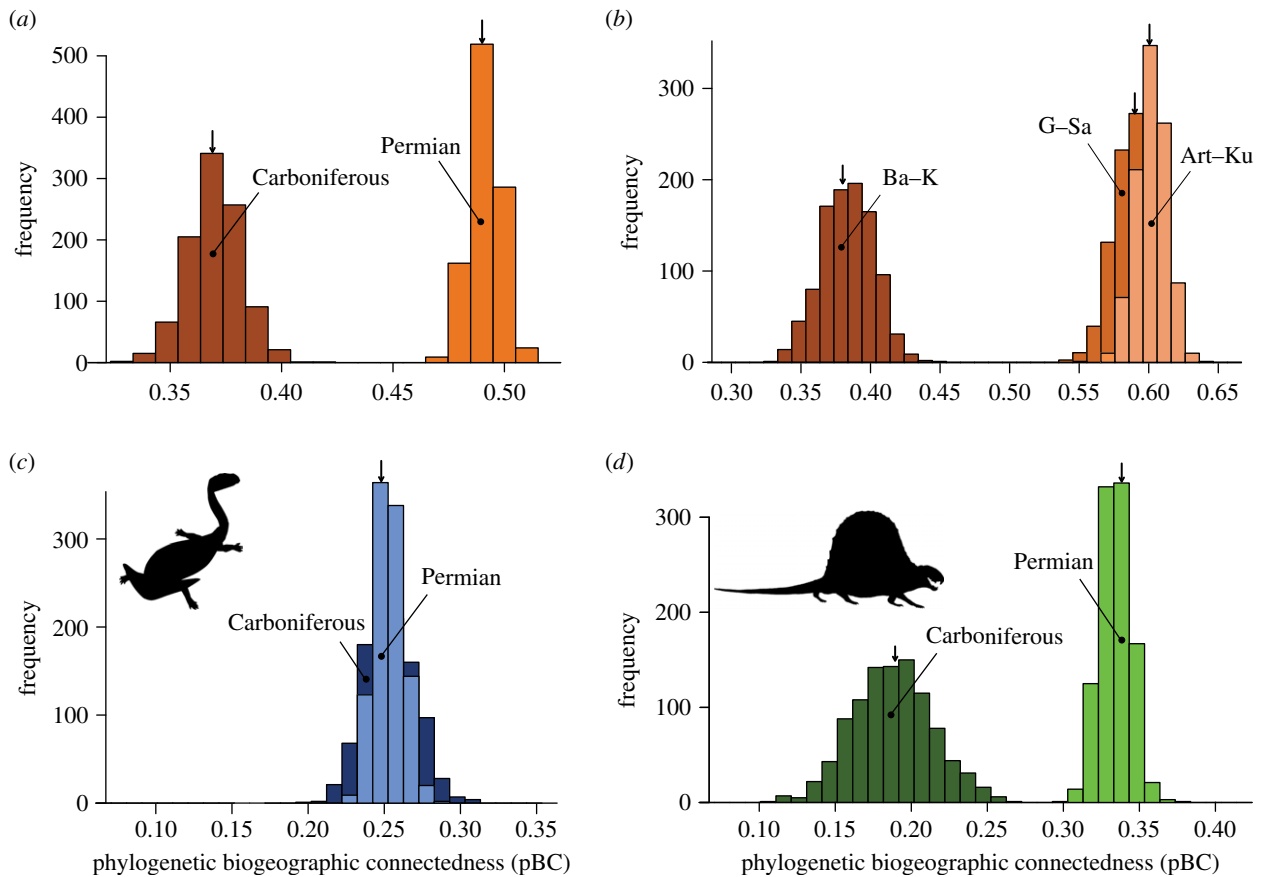 (a)
500
400
300
200
100
0
frequency
Carboniferous
Permian
0.35 0.40 0.45 0.50
(b)
300
200
100
0
frequency
Ba–K
G–Sa
Art–Ku
0.30 0.35 0.40 0.45 0.50 0.55 0.60 0.65
(c)
300
200
100
0
frequency
Carboniferous
Permian
0.10 0.15 0.20 0.25 0.30 0.35
phylogenetic biogeographic connectedness (pBC)
(d)
300
200
100
0
frequency
Permian
Carboniferous
0.10 0.15 0.20 0.25 0.30 0.35 0.40
phylogenetic biogeographic connectedness (pBC)